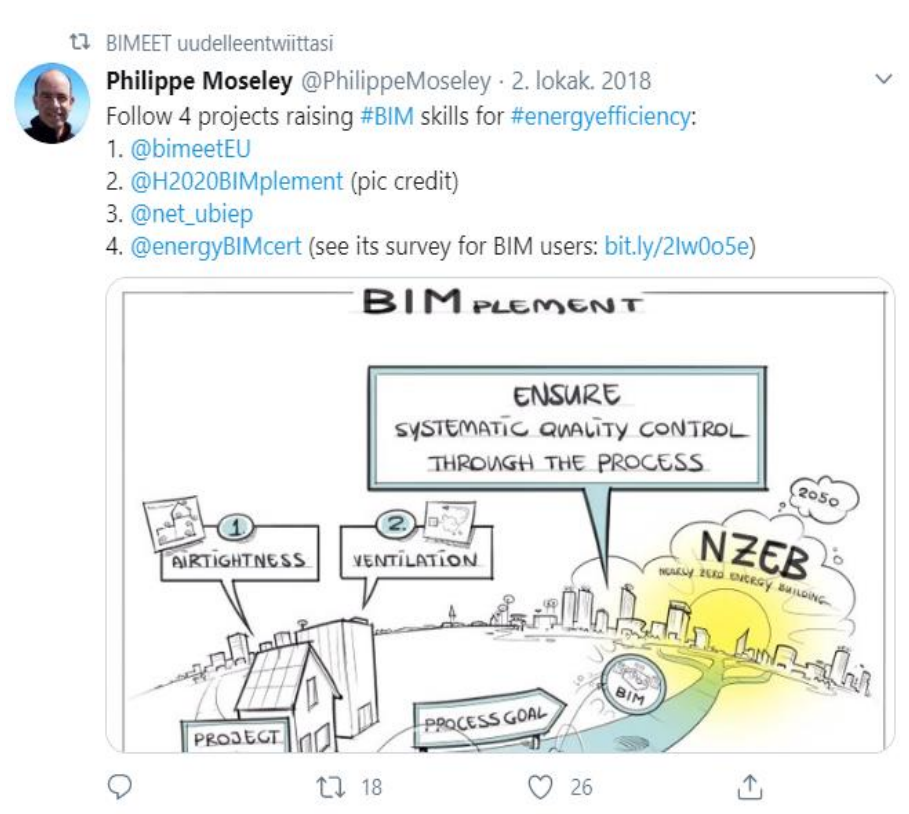 BIMEET uudelleentwiittasi
Philippe Moseley @PhilippeMoseley · 2. lokak. 2018
Follow 4 projects raising #BIM skills for #energyefficiency:
1. @bimeetEU
2. @H2020BIMplement (pic credit)
3. @net_ubiep
4. @energyBIMcert (see its survey for BIM users: bit.ly/2Iw0o5e)
BIMPLEMENT
ENSURE
SYSTEMATIC QUALITY CONTROL
THROUGH THE PROCESS
2050
NZEB
NEARLY ZERO ENERGY BUILDING
1.
AIRTIGHTNESS
2.
VENTILATION
BIM
PROCESS GOAL
PROJECT
18
26